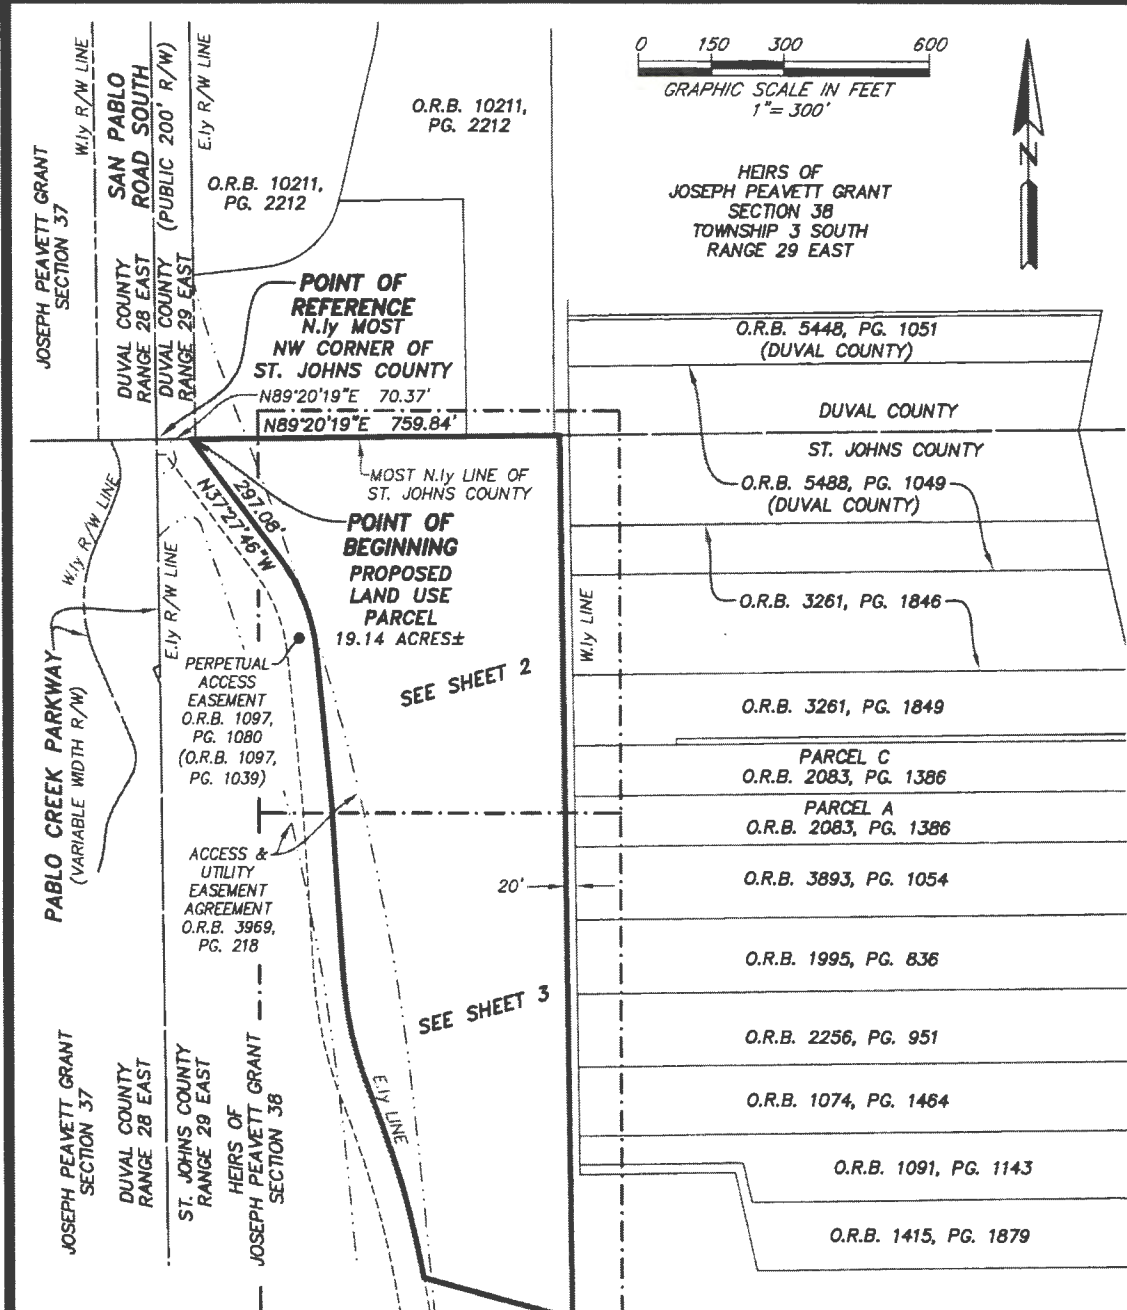 0 150 300 600
GRAPHIC SCALE IN FEET
1"= 300'
N
HEIRS OF
JOSEPH PEAVETT GRANT
SECTION 38
TOWNSHIP 3 SOUTH
RANGE 29 EAST
JOSEPH PEAVETT GRANT
SECTION 37
W.ly R/W LINE
SAN PABLO
ROAD SOUTH
(PUBLIC 200' R/W)
E.ly R/W LINE
DUVAL COUNTY
RANGE 28 EAST
DUVAL COUNTY
RANGE 29 EAST
O.R.B. 10211,
PG. 2212
O.R.B. 10211,
PG. 2212
POINT OF
REFERENCE
N.ly MOST
NW CORNER OF
ST. JOHNS COUNTY
N89°20'19"E 70.37'
N89°20'19"E 759.84'
MOST N.ly LINE OF
ST. JOHNS COUNTY
297.08'
N37°27'46"W
POINT OF
BEGINNING
PROPOSED
LAND USE
PARCEL
19.14 ACRES±
SEE SHEET 2
W.ly R/W LINE
E.ly R/W LINE
PABLO CREEK PARKWAY
(VARIABLE WIDTH R/W)
PERPETUAL
ACCESS
EASEMENT
O.R.B. 1097,
PG. 1080
(O.R.B. 1097,
PG. 1039)
ACCESS &
UTILITY
EASEMENT
AGREEMENT
O.R.B. 3969,
PG. 218
20'
SEE SHEET 3
E.ly LINE
W.ly LINE
JOSEPH PEAVETT GRANT
SECTION 37
DUVAL COUNTY
RANGE 28 EAST
ST. JOHNS COUNTY
RANGE 29 EAST
HEIRS OF
JOSEPH PEAVETT GRANT
SECTION 38
O.R.B. 5448, PG. 1051
(DUVAL COUNTY)
DUVAL COUNTY
ST. JOHNS COUNTY
O.R.B. 5488, PG. 1049
(DUVAL COUNTY)
O.R.B. 3261, PG. 1846
O.R.B. 3261, PG. 1849
PARCEL C
O.R.B. 2083, PG. 1386
PARCEL A
O.R.B. 2083, PG. 1386
O.R.B. 3893, PG. 1054
O.R.B. 1995, PG. 836
O.R.B. 2256, PG. 951
O.R.B. 1074, PG. 1464
O.R.B. 1091, PG. 1143
O.R.B. 1415, PG. 1879